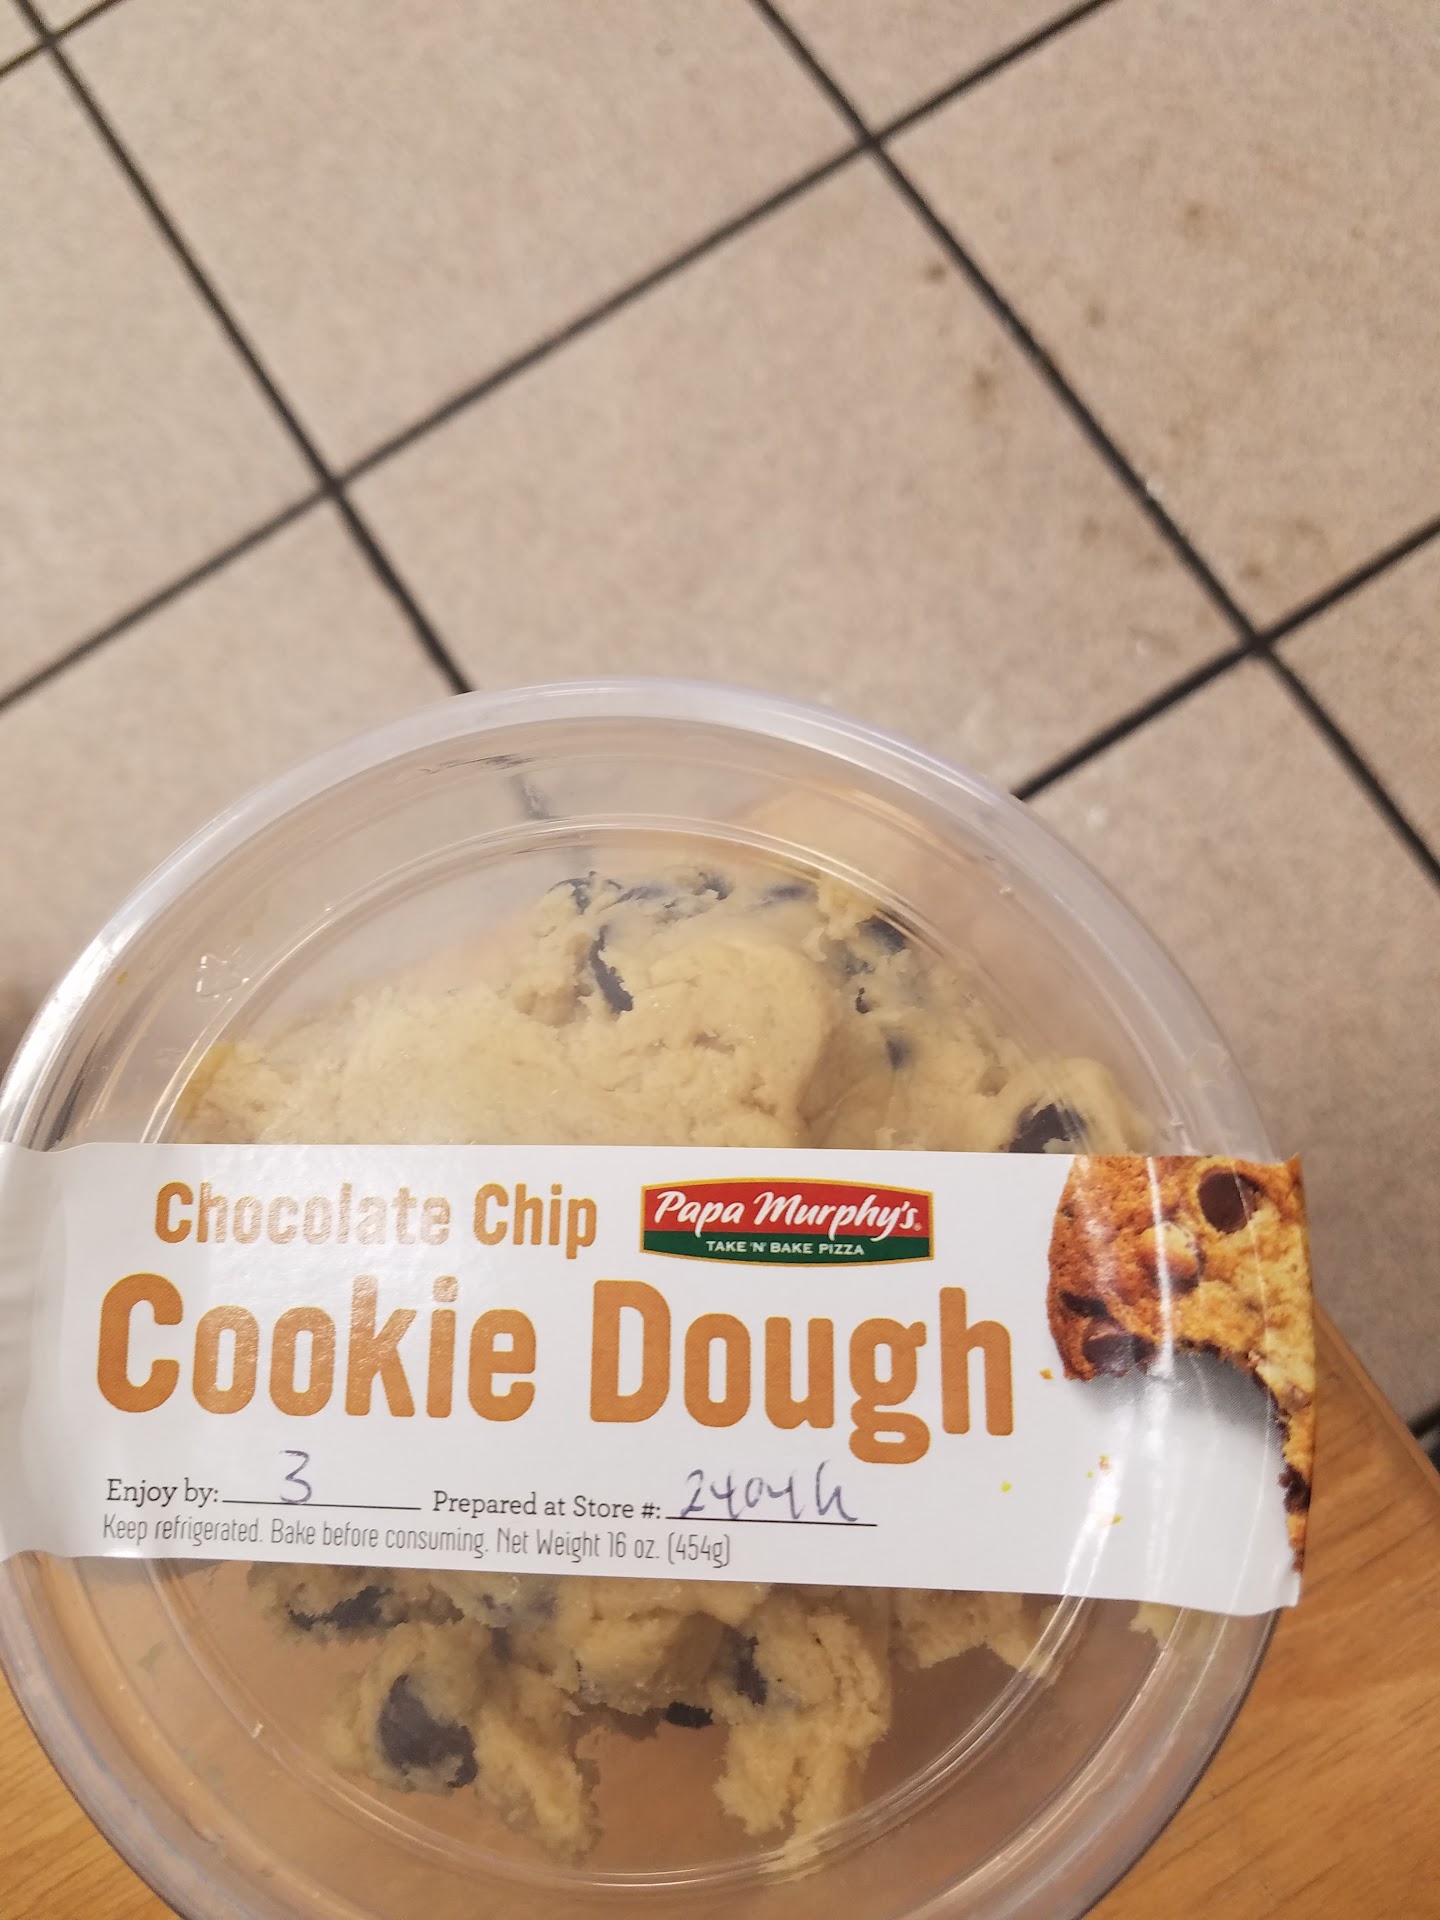 Chocolate Chip
Papa Murphy's
TAKE 'N' BAKE PIZZA
Cookie Dough
Enjoy by: 3 Prepared at Store #:
Keep refrigerated. Bake before consuming. Net Weight 16 oz. (454g)